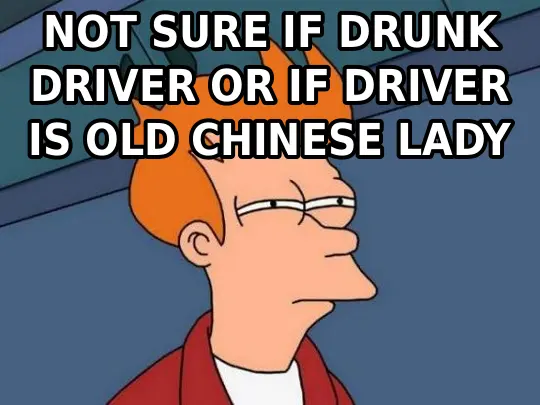 NOT SURE IF DRUNK
DRIVER OR IF DRIVER
IS OLD CHINESE LADY